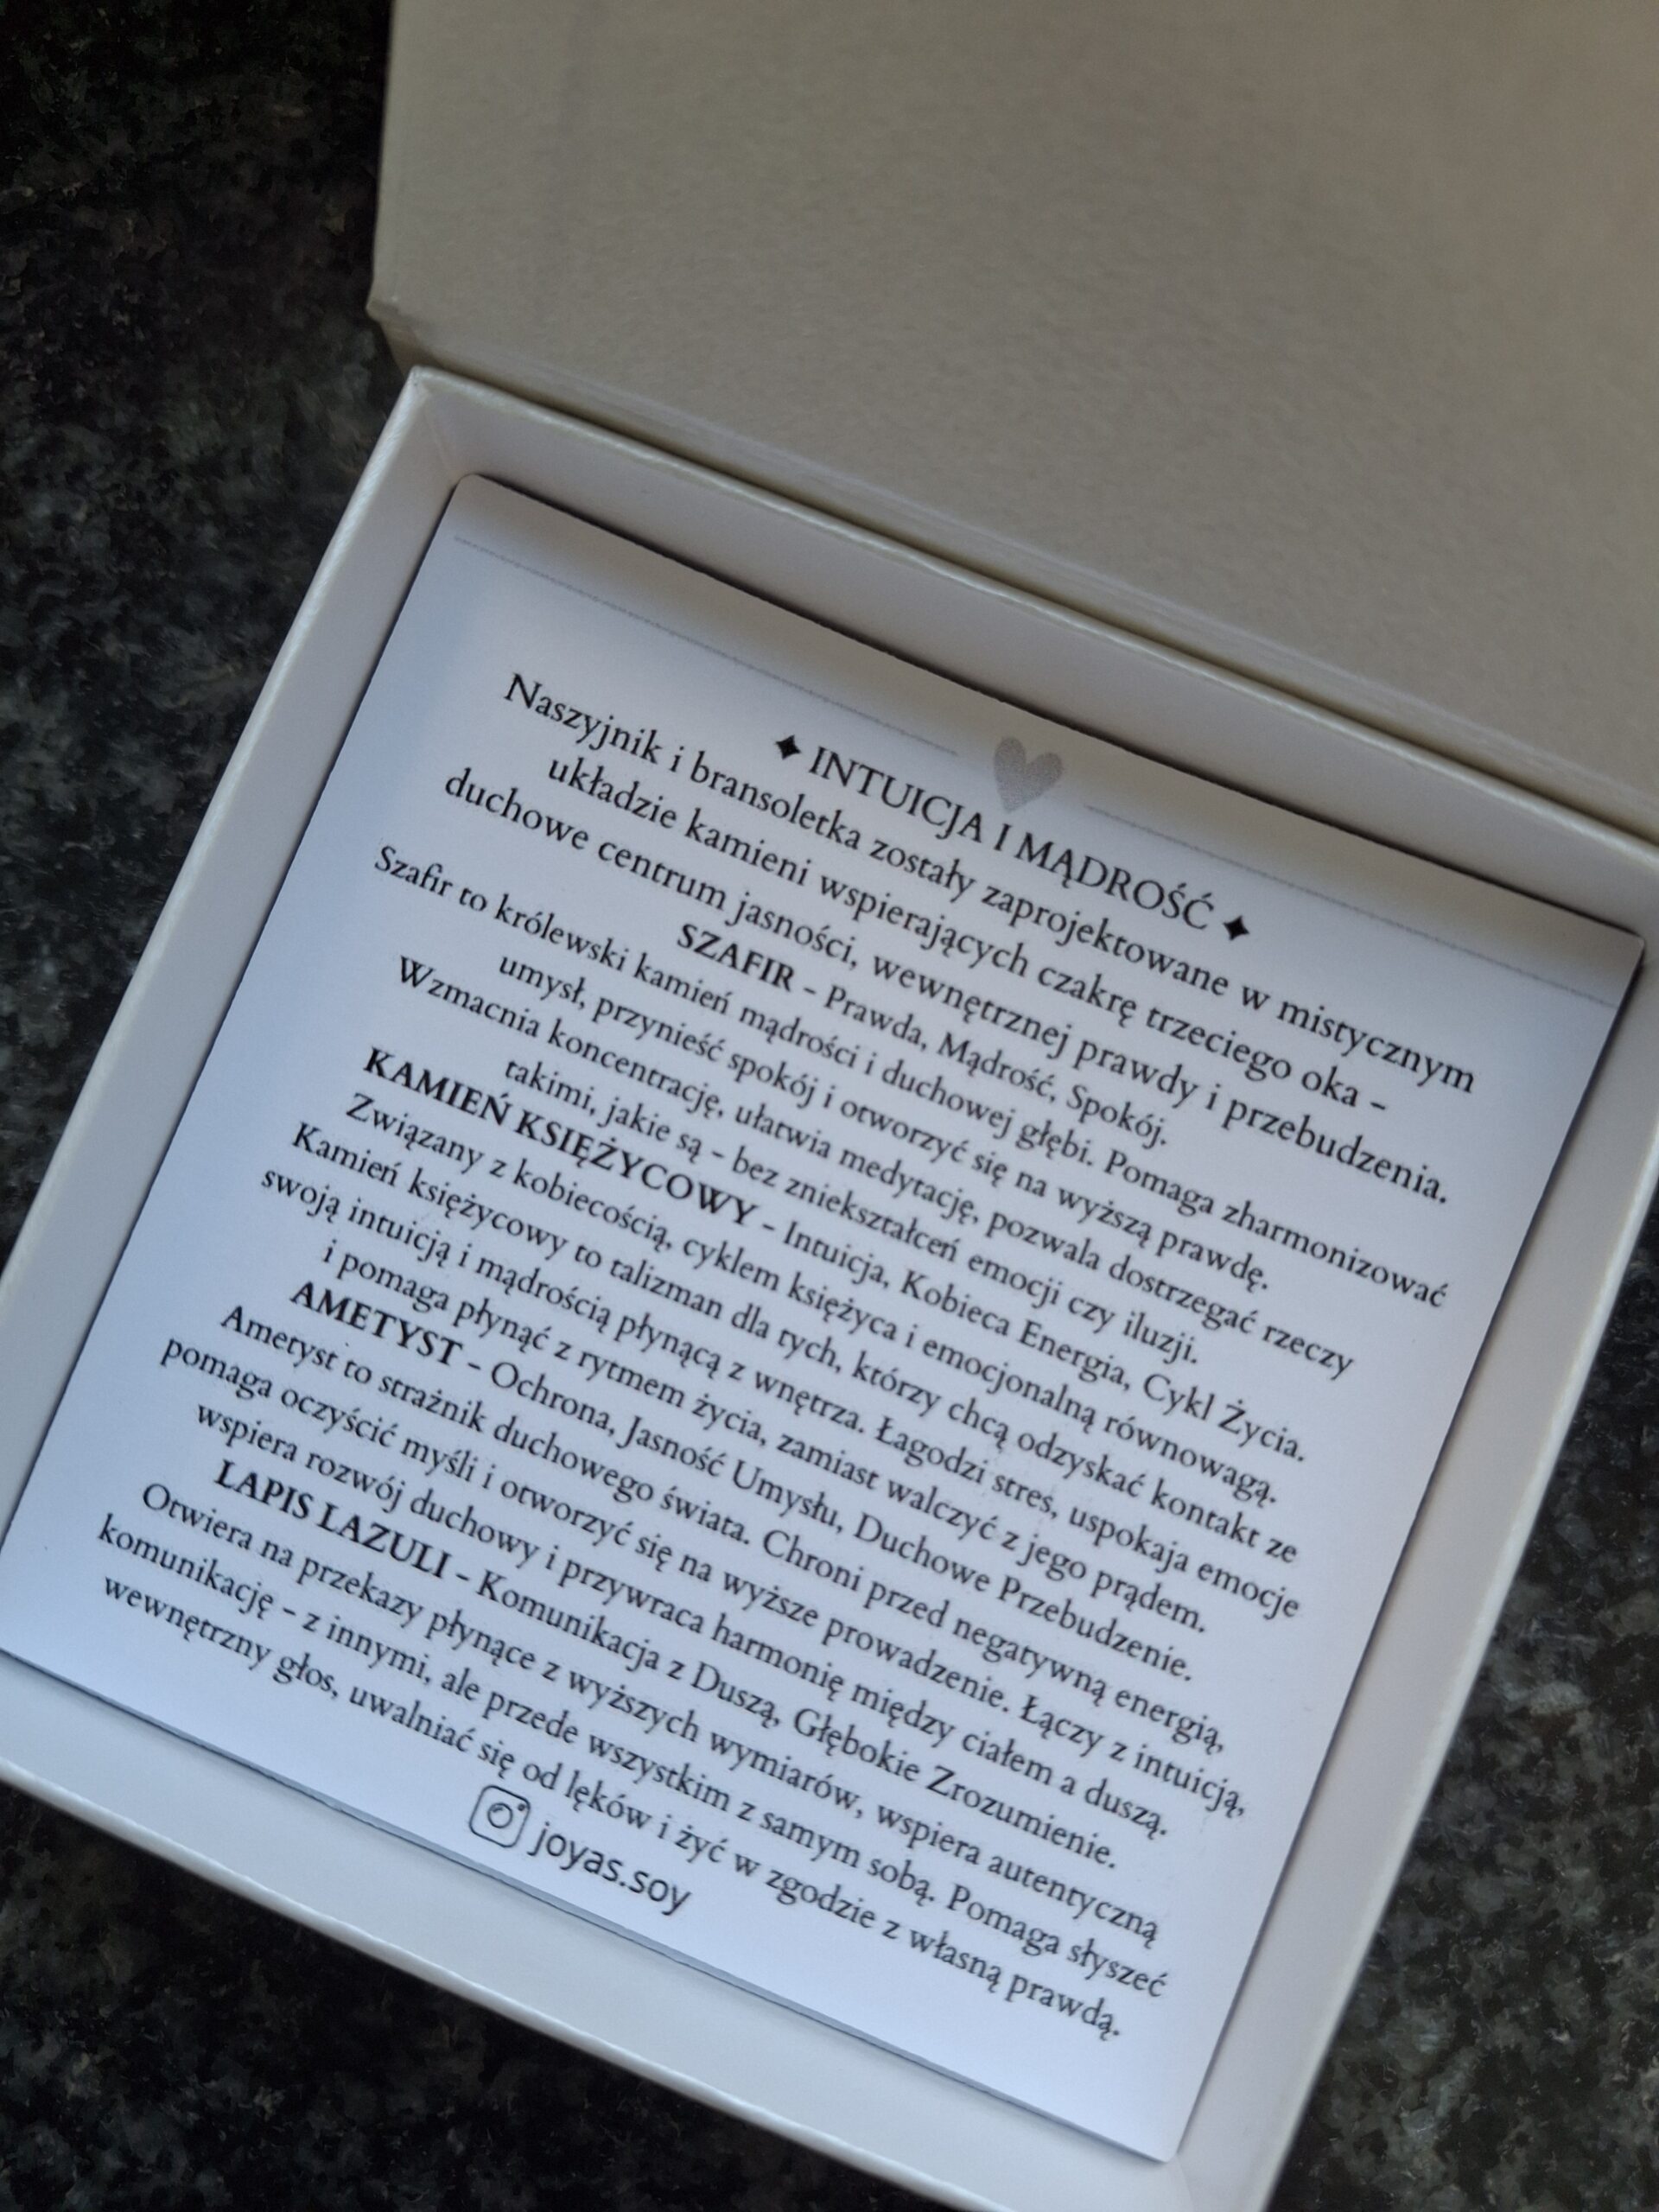 ✦ INTUICJA I MĄDROŚĆ ✦
Naszyjnik i bransoletka zostały zaprojektowane w mistycznym
układzie kamieni wspierających czakrę trzeciego oka –
duchowe centrum jasności, wewnętrznej prawdy i przebudzenia.
SZAFIR – Prawda, Mądrość, Spokój.
Szafir to królewski kamień mądrości i duchowej głębi. Pomaga zharmonizować
umysł, przynieść spokój i otworzyć się na wyższą prawdę.
Wzmacnia koncentrację, ułatwia medytację, pozwala dostrzegać rzeczy
takimi, jakie są – bez zniekształceń emocji czy iluzji.
KAMIEŃ KSIĘŻYCOWY – Intuicja, Kobieca Energia, Cykl Życia.
Związany z kobiecością, cyklem księżyca i emocjonalną równowagą.
Kamień księżycowy to talizman dla tych, którzy chcą odzyskać kontakt ze
swoją intuicją i mądrością płynącą z wnętrza. Łagodzi stres, uspokaja emocje
i pomaga płynąć z rytmem życia, zamiast walczyć z jego prądem.
AMETYST – Ochrona, Jasność Umysłu, Duchowe Przebudzenie.
Ametyst to strażnik duchowego świata. Chroni przed negatywną energią,
pomaga oczyścić myśli i otworzyć się na wyższe prowadzenie. Łączy z intuicją,
wspiera rozwój duchowy i przywraca harmonię między ciałem a duszą.
LAPIS LAZULI – Komunikacja z Duszą, Głębokie Zrozumienie.
Otwiera na przekazy płynące z wyższych wymiarów, wspiera autentyczną
komunikację – z innymi, ale przede wszystkim z samym sobą. Pomaga słyszeć
wewnętrzny głos, uwalniać się od lęków i żyć w zgodzie z własną prawdą.
joyas.soy